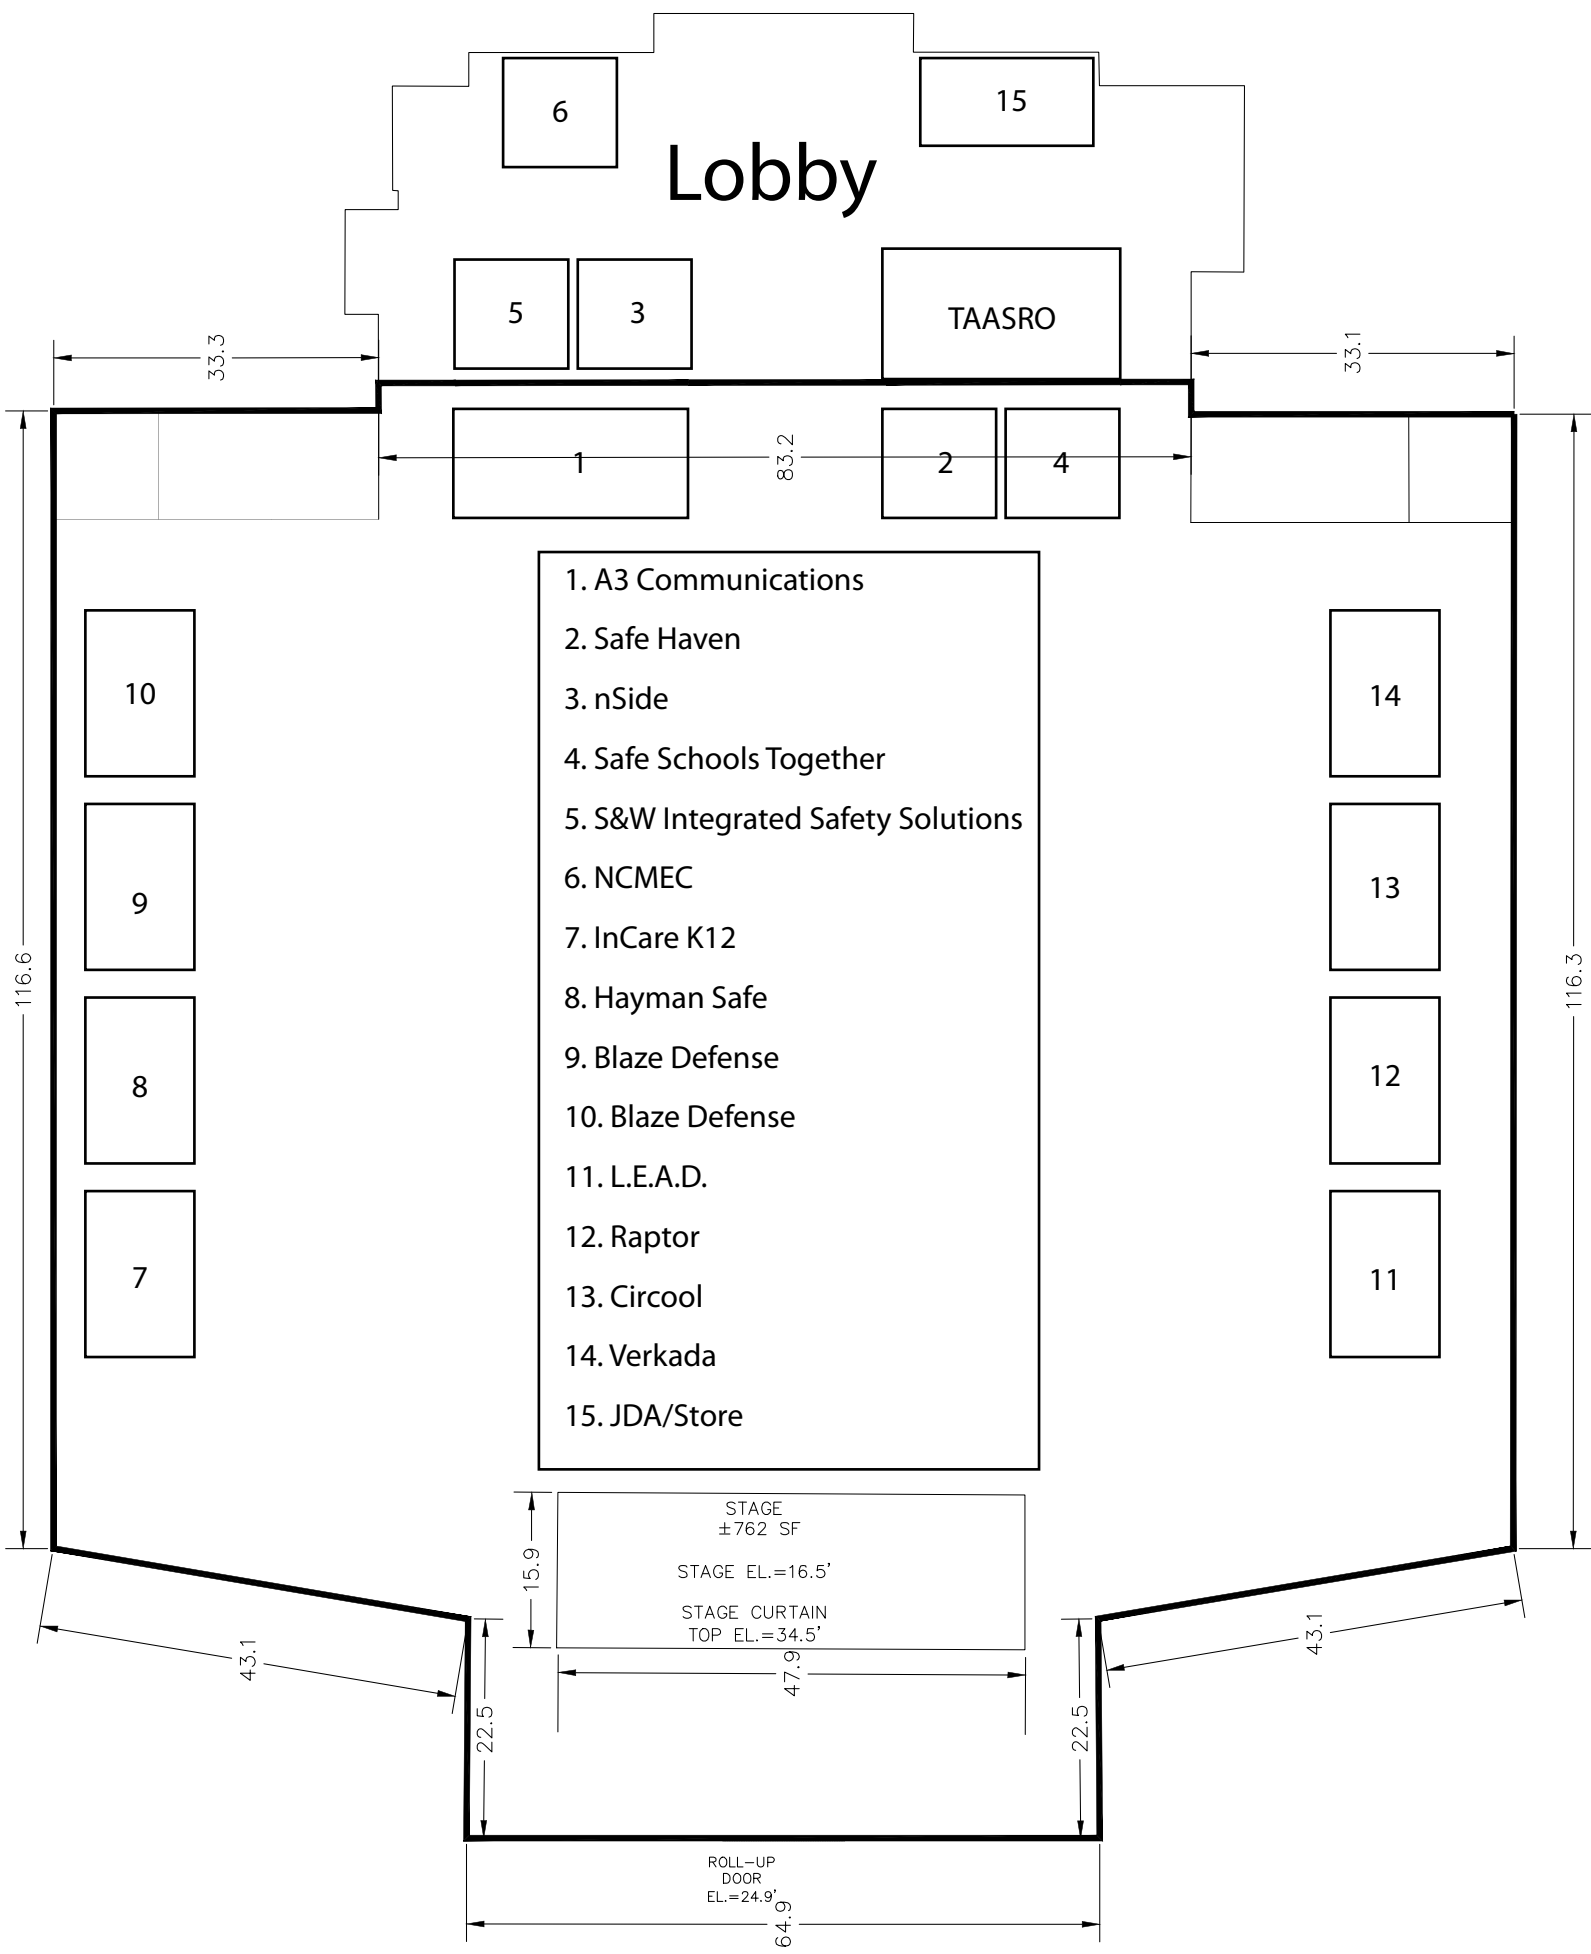 6
15
Lobby
5
3
TAASRO
33.3
33.1
1
83.2
2
4
1. A3 Communications
2. Safe Haven
3. nSide
4. Safe Schools Together
5. S&W Integrated Safety Solutions
6. NCMEC
7. InCare K12
8. Hayman Safe
9. Blaze Defense
10. Blaze Defense
11. L.E.A.D.
12. Raptor
13. Circool
14. Verkada
15. JDA/Store
10
9
8
7
14
13
12
11
116.6
116.3
STAGE
±762 SF
STAGE EL.=16.5'
STAGE CURTAIN
TOP EL.=34.5'
15.9
47.9
43.1
43.1
22.5
22.5
ROLL-UP
DOOR
EL.=24.9'
64.9